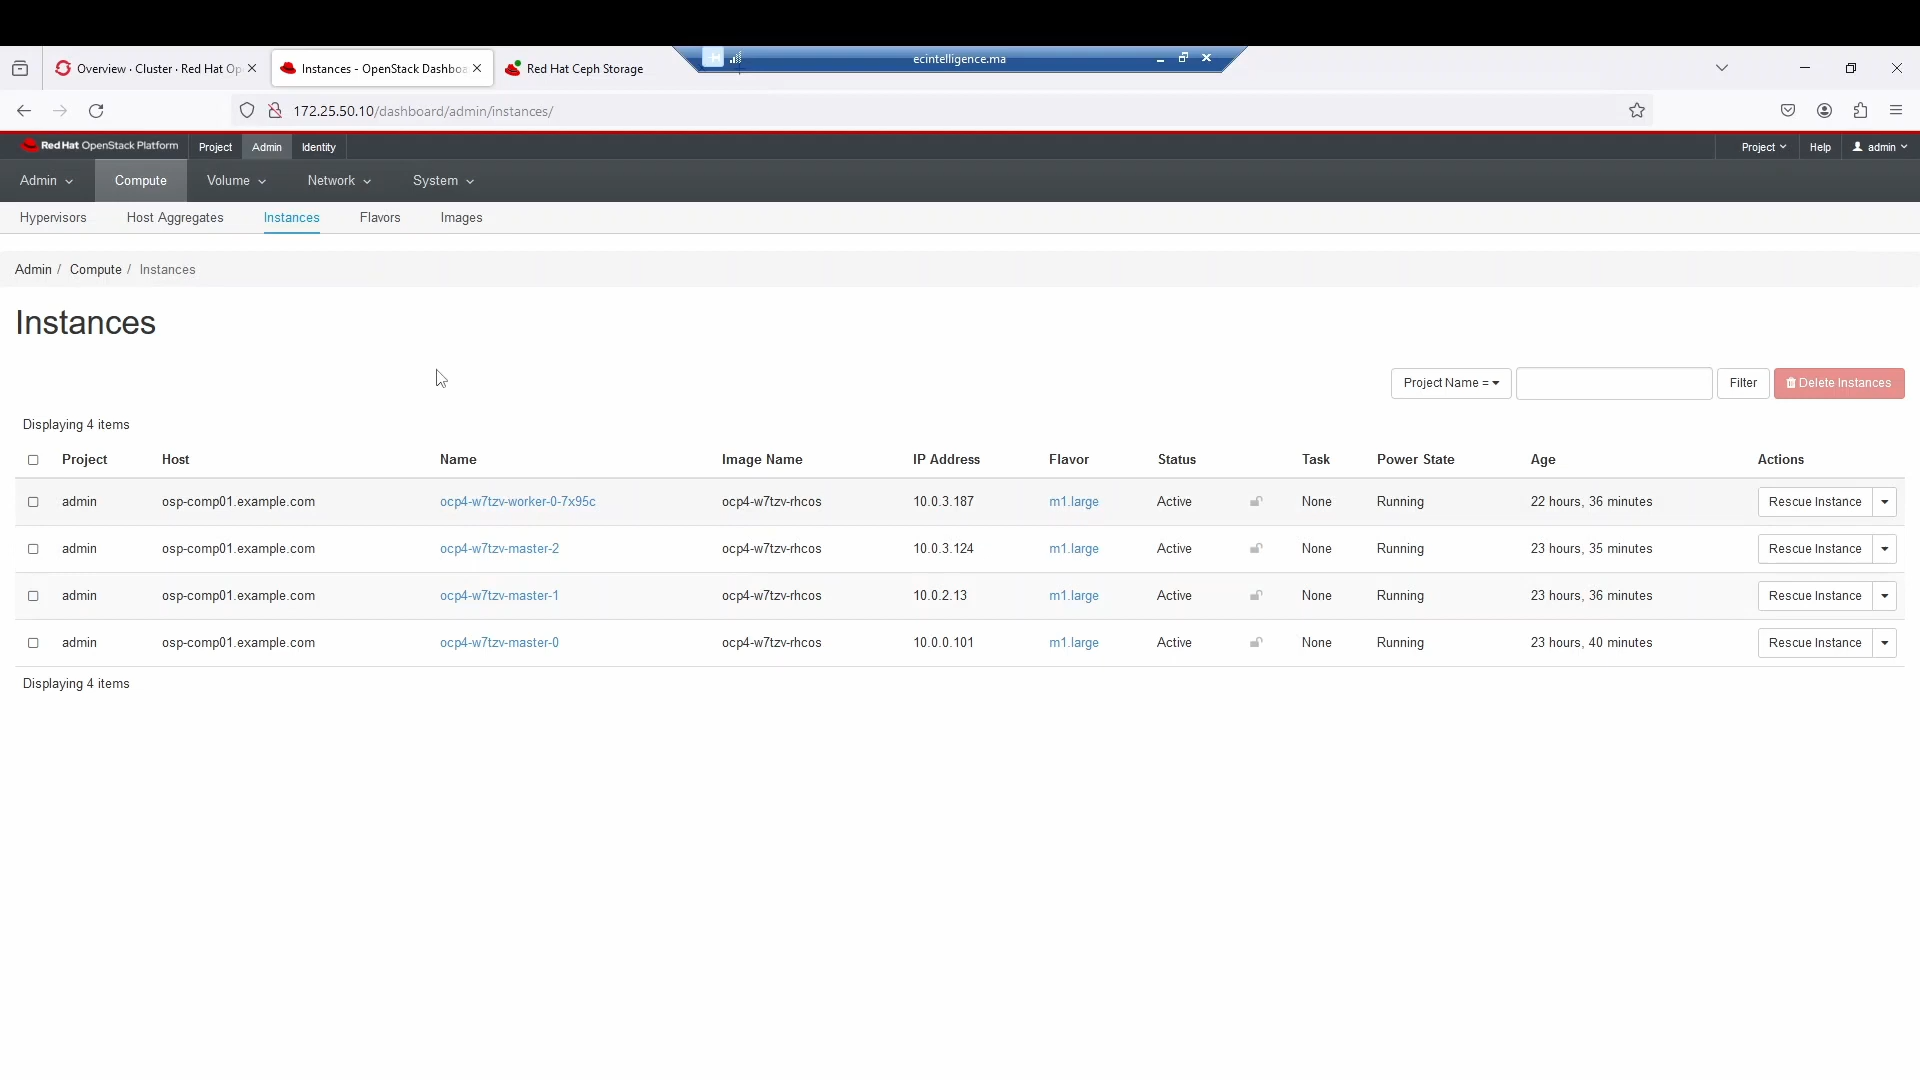 ecintelligence.ma
Overview · Cluster · Red Hat Op
Instances - OpenStack Dashboa
Red Hat Ceph Storage
172.25.50.10/dashboard/admin/instances/
Red Hat OpenStack Platform Project Admin Identity Project Help admin
Admin Compute Volume Network System
Hypervisors Host Aggregates Instances Flavors Images
Admin / Compute / Instances
Instances
Project Name = Filter Delete Instances
Displaying 4 items
Project Host Name Image Name IP Address Flavor Status Task Power State Age Actions
admin osp-comp01.example.com ocp4-w7tzv-worker-0-7x95c ocp4-w7tzv-rhcos 10.0.3.187 m1.large Active None Running 22 hours, 36 minutes Rescue Instance
admin osp-comp01.example.com ocp4-w7tzv-master-2 ocp4-w7tzv-rhcos 10.0.3.124 m1.large Active None Running 23 hours, 35 minutes Rescue Instance
admin osp-comp01.example.com ocp4-w7tzv-master-1 ocp4-w7tzv-rhcos 10.0.2.13 m1.large Active None Running 23 hours, 36 minutes Rescue Instance
admin osp-comp01.example.com ocp4-w7tzv-master-0 ocp4-w7tzv-rhcos 10.0.0.101 m1.large Active None Running 23 hours, 40 minutes Rescue Instance
Displaying 4 items